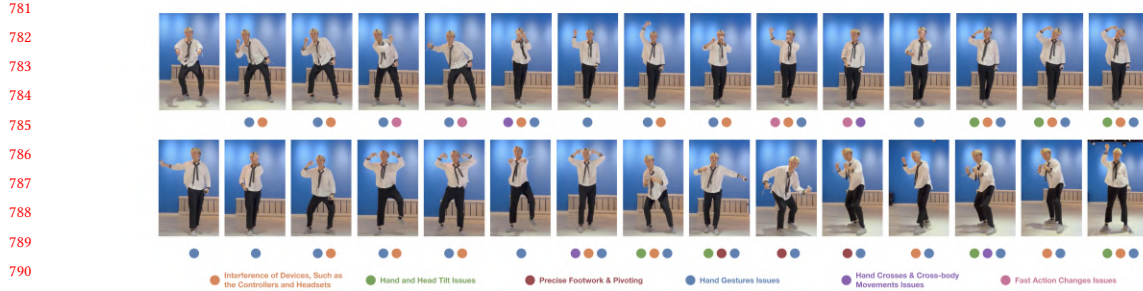 781
782
783
784
785
786
787
788
789
790
Interference of Devices, Such as
the Controllers and Headsets
Hand and Head Tilt Issues
Precise Footwork & Pivoting
Hand Gestures Issues
Hand Crosses & Cross-body
Movements Issues
Fast Action Changes Issues